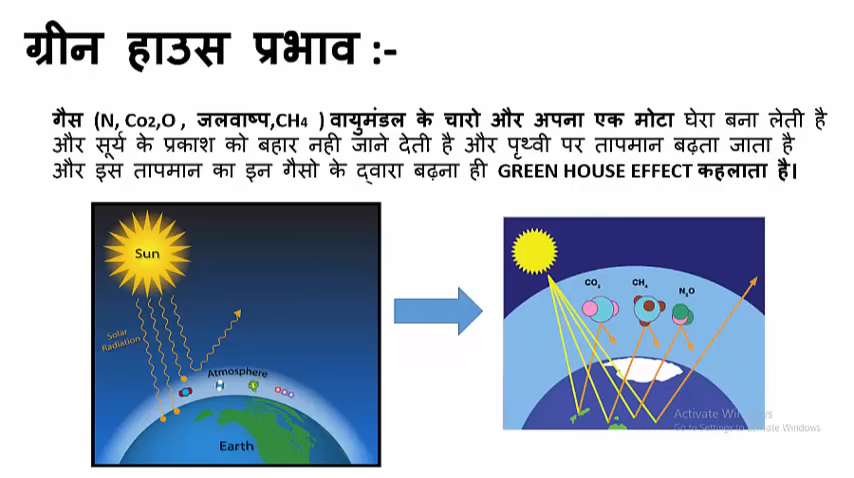 ग्रीन हाउस प्रभाव :-
गैस (N, Co2,O , जलवाष्प,CH4 ) वायुमंडल के चारो और अपना एक मोटा घेरा बना लेती है
और सूर्य के प्रकाश को बहार नही जाने देती है और पृथ्वी पर तापमान बढ़ता जाता है
और इस तापमान का इन गैसो के द्वारा बढ़ना ही GREEN HOUSE EFFECT कहलाता है।
Sun
Solar
Radiation
Atmosphere
Earth
CO2
CH4
N2O
Activate Windows
Go to Settings to Activate Windows.